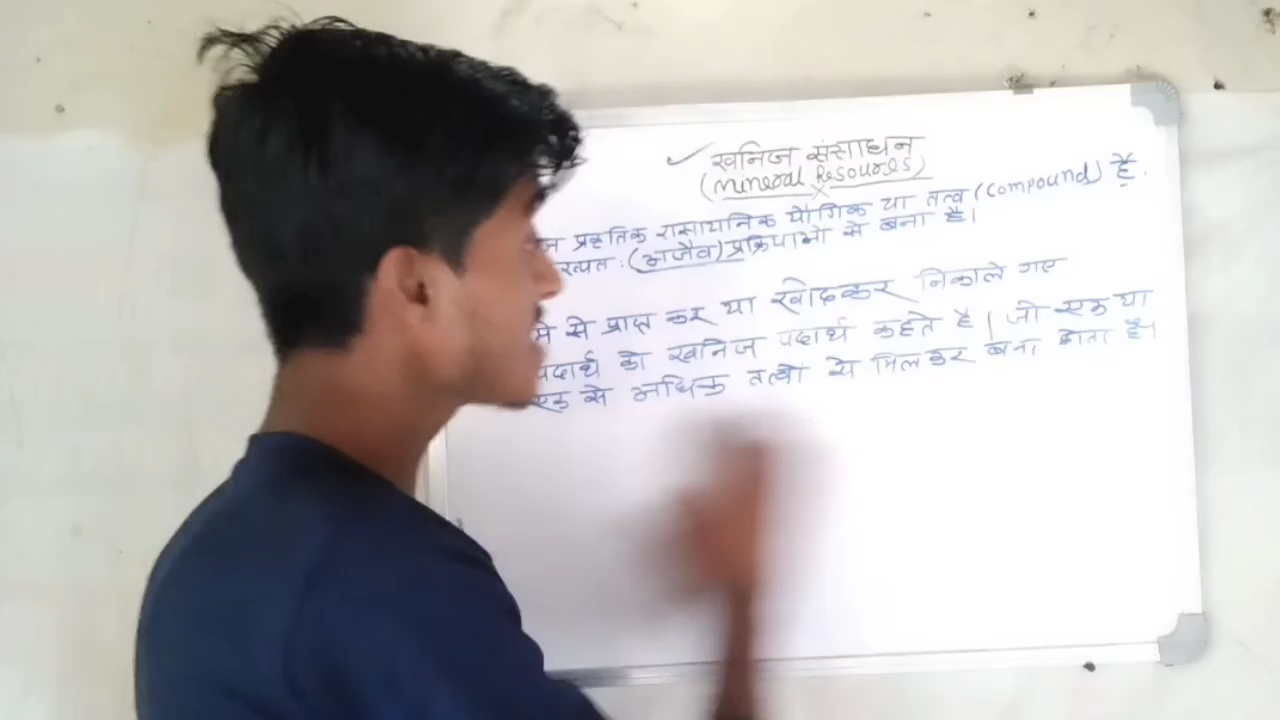 खनिज संसाधन
(Mineral Resources)
प्रकृतिक रासायनिक यौगिक या तत्व (Compound) है.
(अजैव) प्रक्रियाओ से बना है।
से प्राप्त कर या खोदकर निकाले गए
पदार्थ को खनिज पदार्थ कहते है। जो एक या
एक से अधिक तत्वों से मिलकर बना होता है।